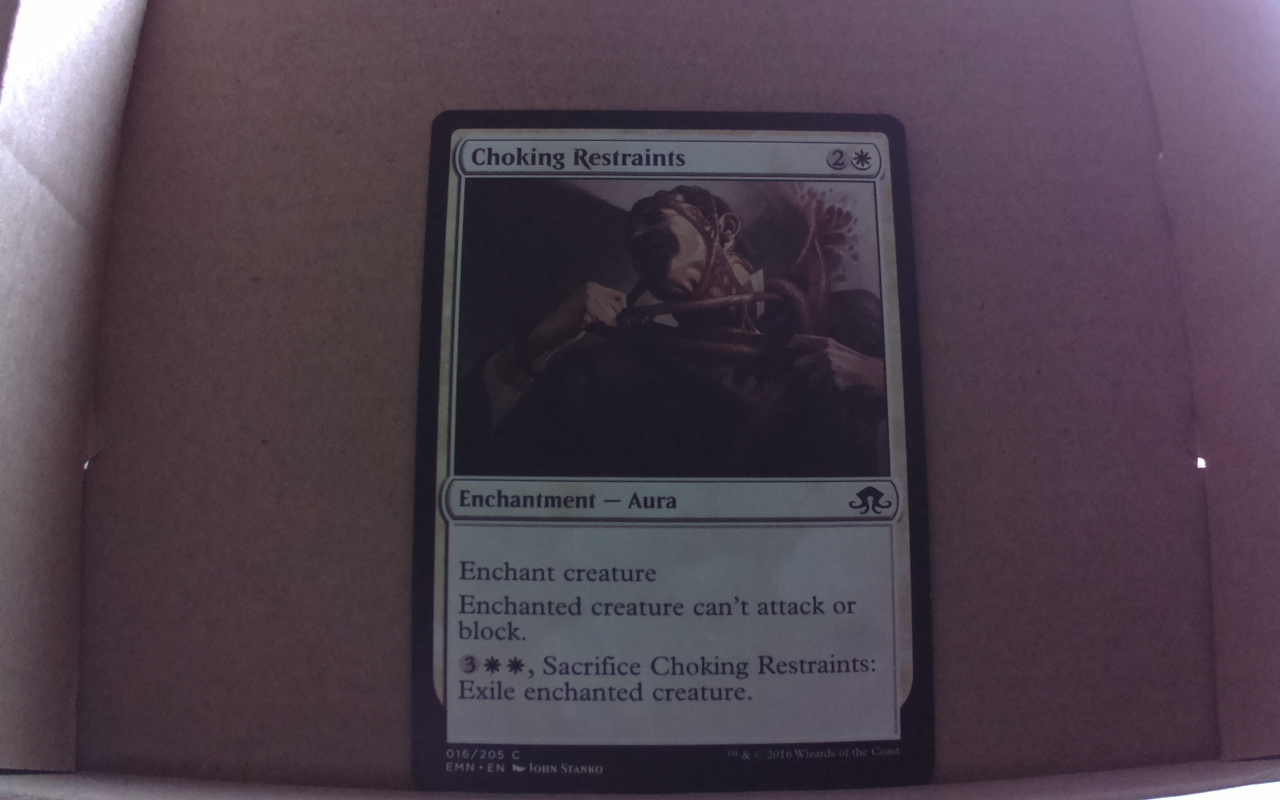 Choking Restraints 2
Enchantment — Aura
Enchant creature
Enchanted creature can't attack or
block.
3, Sacrifice Choking Restraints:
Exile enchanted creature.
016/205 C
™ & © 2016 Wizards of the Coast
EMN • EN John Stanko